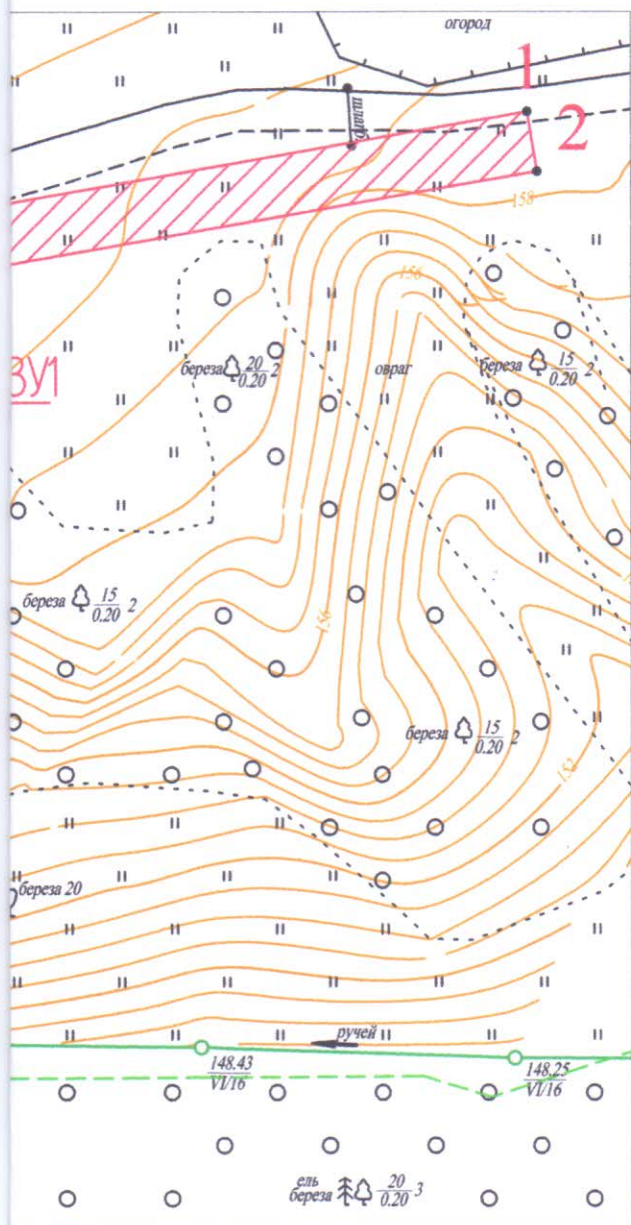 огород
1
шлагб.
2
158
156
береза 20/0.20 2
овраг
береза 15/0.20 2
ЗУ1
береза 15/0.20 2
156
береза 15/0.20 2
152
береза 20
ручей
148.43
VI/16
148.25
VI/16
ель
береза 20/0.20 3